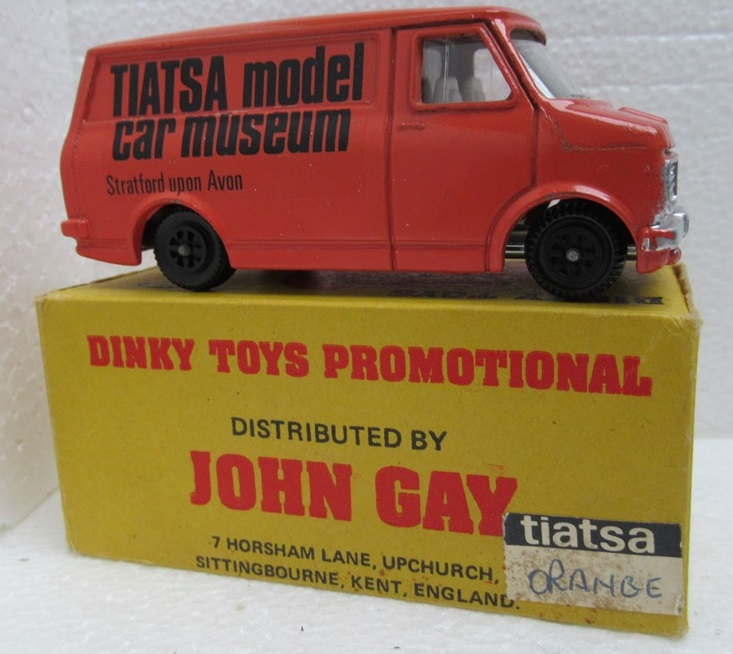 TIATSA model
car museum
Stratford upon Avon
DINKY TOYS PROMOTIONAL
DISTRIBUTED BY
JOHN GAY
7 HORSHAM LANE, UPCHURCH,
SITTINGBOURNE, KENT, ENGLAND.
tiatsa
ORANGE